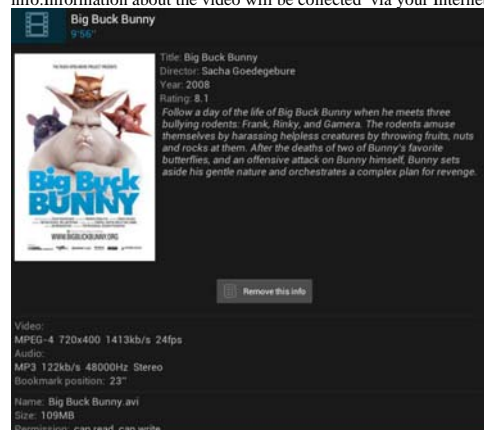 info.Information about the video will be collected via your Internet
Big Buck Bunny
9'56"
Title: Big Buck Bunny
Director: Sacha Goedegebure
Year: 2008
Rating: 8.1
Follow a day of the life of Big Buck Bunny when he meets three
bullying rodents: Frank, Rinky, and Gamera. The rodents amuse
themselves by harassing helpless creatures by throwing fruits, nuts
and rocks at them. After the deaths of two of Bunny's favorite
butterflies, and an offensive attack on Bunny himself, Bunny sets
aside his gentle nature and orchestrates a complex plan for revenge.
Big Buck
BUNNY
WWW.BIGBUCKBUNNY.ORG
Remove this info
Video:
MPEG-4 720x400 1413kb/s 24fps
Audio:
MP3 122kb/s 48000Hz Stereo
Bookmark position: 23"
Name: Big Buck Bunny.avi
Size: 109MB
Permission: can read, can write